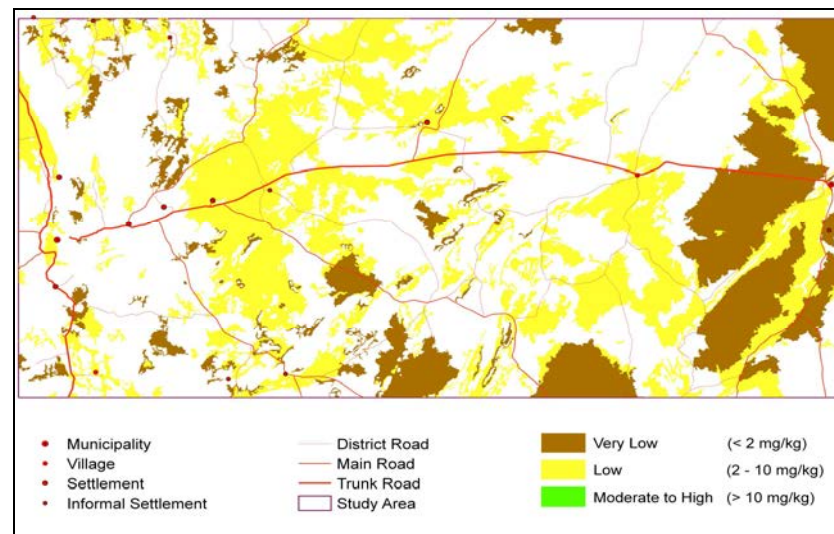 Municipality
Village
Settlement
Informal Settlement
District Road
Main Road
Trunk Road
Study Area
Very Low (< 2 mg/kg)
Low (2 - 10 mg/kg)
Moderate to High (> 10 mg/kg)